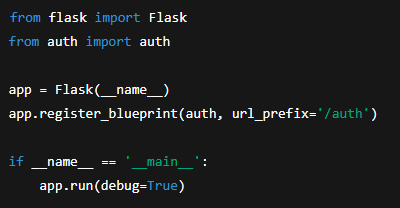 from flask import Flask
from auth import auth

app = Flask(__name__)
app.register_blueprint(auth, url_prefix='/auth')

if __name__ == '__main__':
    app.run(debug=True)